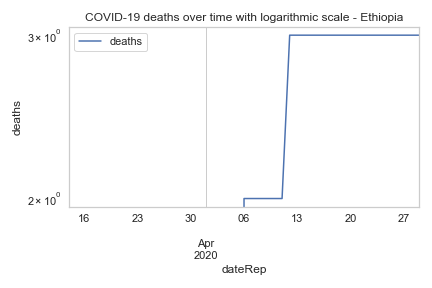 COVID-19 deaths over time with logarithmic scale - Ethiopia
deaths
3 × 10⁰
2 × 10⁰
deaths
16 23 30 06 13 20 27
Apr
2020
dateRep